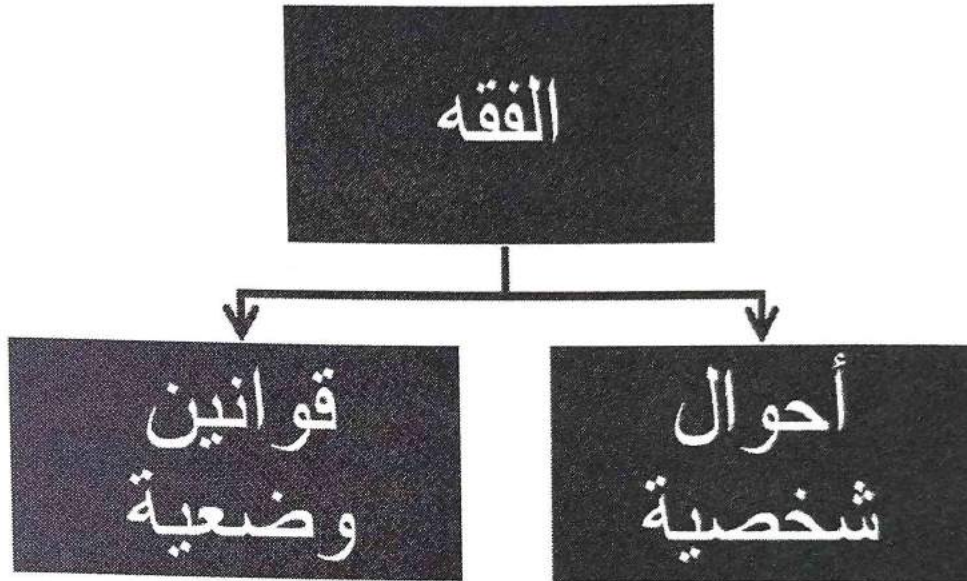 الفقه
أحوال
شخصية
قوانين
وضعية